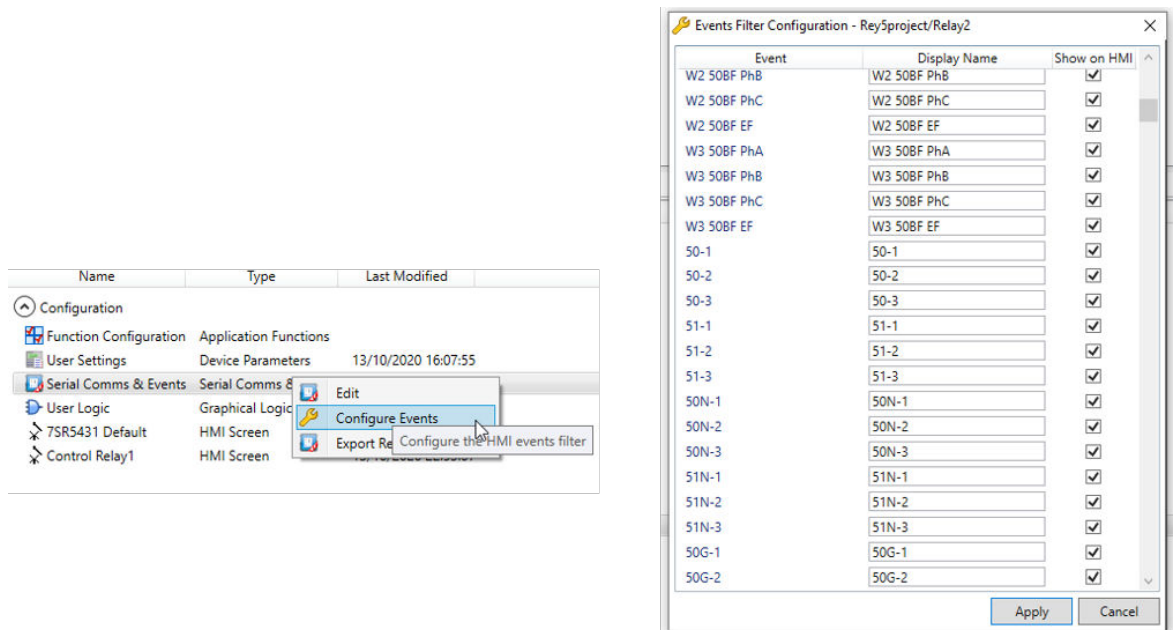 Name Type Last Modified
Configuration
Function Configuration Application Functions
User Settings Device Parameters 13/10/2020 16:07:55
Serial Comms & Events Serial Comms &
User Logic Graphical Logic
7SR5431 Default HMI Screen
Control Relay1 HMI Screen
Edit
Configure Events
Export Re
Configure the HMI events filter
Events Filter Configuration - Rey5project/Relay2
Event Display Name Show on HMI
W2 50BF PhB W2 50BF PhB
W2 50BF PhC W2 50BF PhC
W2 50BF EF W2 50BF EF
W3 50BF PhA W3 50BF PhA
W3 50BF PhB W3 50BF PhB
W3 50BF PhC W3 50BF PhC
W3 50BF EF W3 50BF EF
50-1 50-1
50-2 50-2
50-3 50-3
51-1 51-1
51-2 51-2
51-3 51-3
50N-1 50N-1
50N-2 50N-2
50N-3 50N-3
51N-1 51N-1
51N-2 51N-2
51N-3 51N-3
50G-1 50G-1
50G-2 50G-2
Apply Cancel